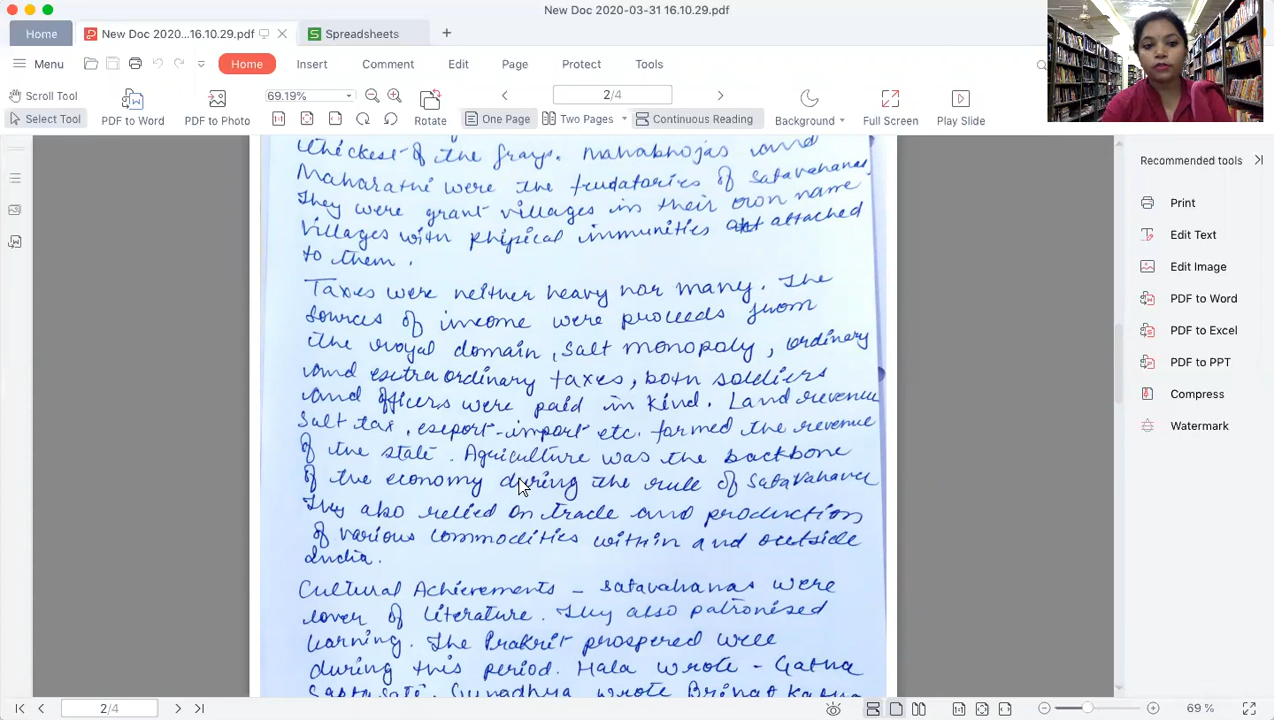 New Doc 2020-03-31 16.10.29.pdf
Home
New Doc 2020...16.10.29.pdf
Spreadsheets
Menu
Home
Insert
Comment
Edit
Page
Protect
Tools
Scroll Tool
Select Tool
PDF to Word
PDF to Photo
69.19%
Rotate
2/4
One Page
Two Pages
Continuous Reading
Background
Full Screen
Play Slide
thickest of the frays. Mahabhojas and
Maharathi were the feudatories of Satavahanas.
They were grant villages in their own name
Villages with immunities attached
to them.
Taxes were neither heavy nor many. The
sources of income were proceeds from
the royal domain, Salt monopoly, ordinary
and extraordinary taxes, both soldiers
and officers were paid in kind. Land revenue
Salt tax, export-import etc. formed the revenue
of the state. Agriculture was the backbone
of the economy during the rule of Satavahana
They also relied on trade and production
of various commodities within and outside
India.
Cultural Achievements - Satavahanas were
lover of literature. They also patronised
learning. The Prakrit prospered well
during this period. Hala wrote - Gatha
wrote
Recommended tools
Print
Edit Text
Edit Image
PDF to Word
PDF to Excel
PDF to PPT
Compress
Watermark
2/4
69 %